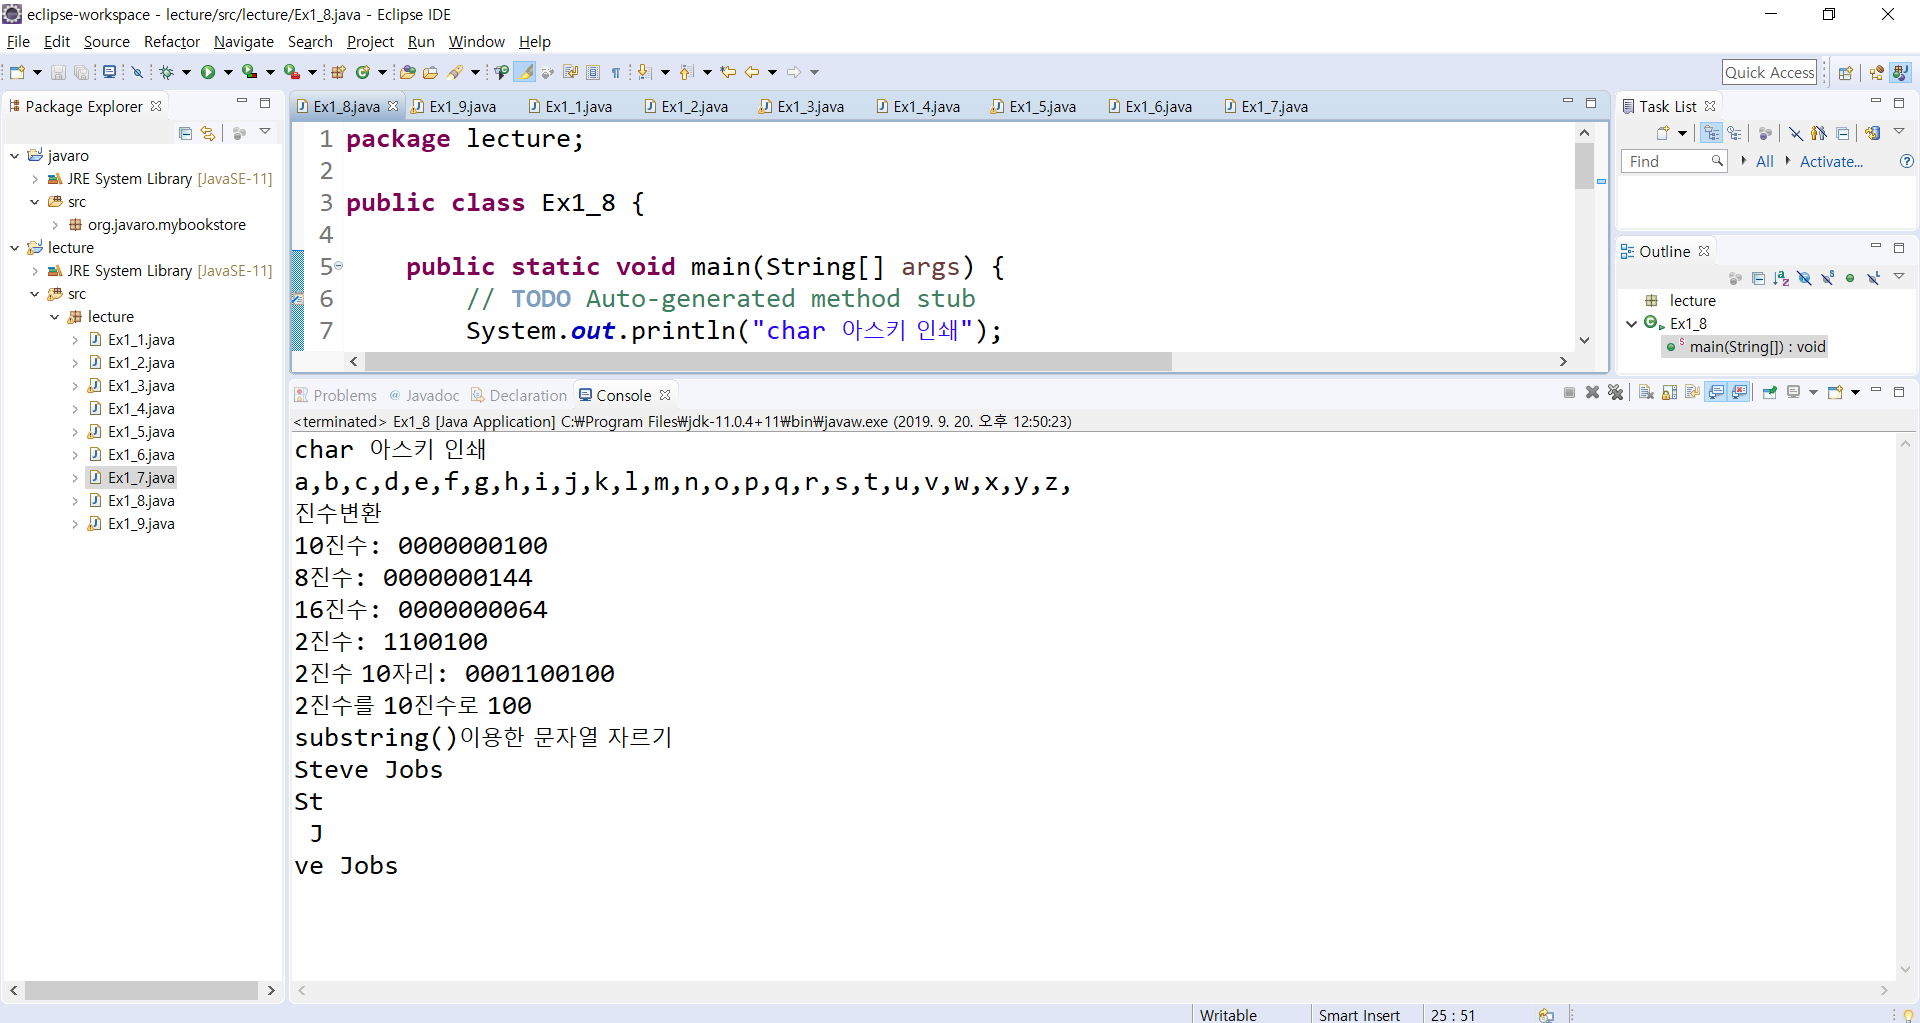 eclipse-workspace - lecture/src/lecture/Ex1_8.java - Eclipse IDE
File Edit Source Refactor Navigate Search Project Run Window Help
Quick Access
Package Explorer
javaro
JRE System Library [JavaSE-11]
src
org.javaro.mybookstore
lecture
JRE System Library [JavaSE-11]
src
lecture
Ex1_1.java
Ex1_2.java
Ex1_3.java
Ex1_4.java
Ex1_5.java
Ex1_6.java
Ex1_7.java
Ex1_8.java
Ex1_9.java
Ex1_8.java Ex1_9.java Ex1_1.java Ex1_2.java Ex1_3.java Ex1_4.java Ex1_5.java Ex1_6.java Ex1_7.java
1 package lecture;
2
3 public class Ex1_8 {
4
5 public static void main(String[] args) {
6 // TODO Auto-generated method stub
7 System.out.println("char 아스키 인쇄");
Task List
Find All Activate...
Outline
lecture
Ex1_8
main(String[]) : void
Problems Javadoc Declaration Console
<terminated> Ex1_8 [Java Application] C:₩Program Files₩jdk-11.0.4+11₩bin₩javaw.exe (2019. 9. 20. 오후 12:50:23)
char 아스키 인쇄
a,b,c,d,e,f,g,h,i,j,k,l,m,n,o,p,q,r,s,t,u,v,w,x,y,z,
진수변환
10진수: 0000000100
8진수: 0000000144
16진수: 0000000064
2진수: 1100100
2진수 10자리: 0001100100
2진수를 10진수로 100
substring()이용한 문자열 자르기
Steve Jobs
St
J
ve Jobs
Writable Smart Insert 25 : 51